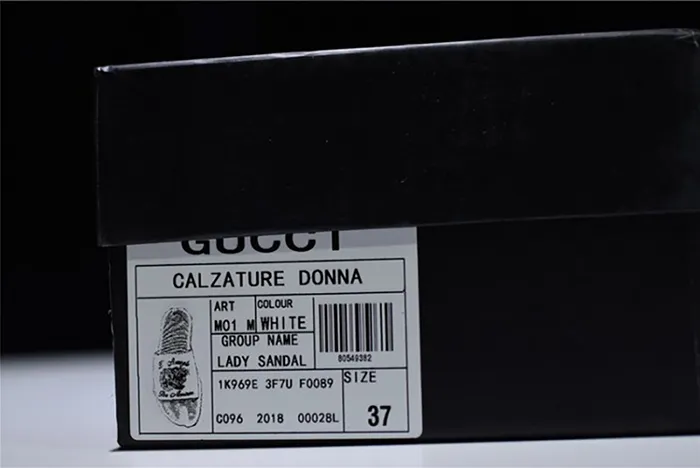 GUCCI
CALZATURE DONNA
ART
M01 M
COLOUR
WHITE
GROUP NAME
LADY SANDAL
80549382
1K969E 3F7U F0089
SIZE
C096 2018 00028L
37